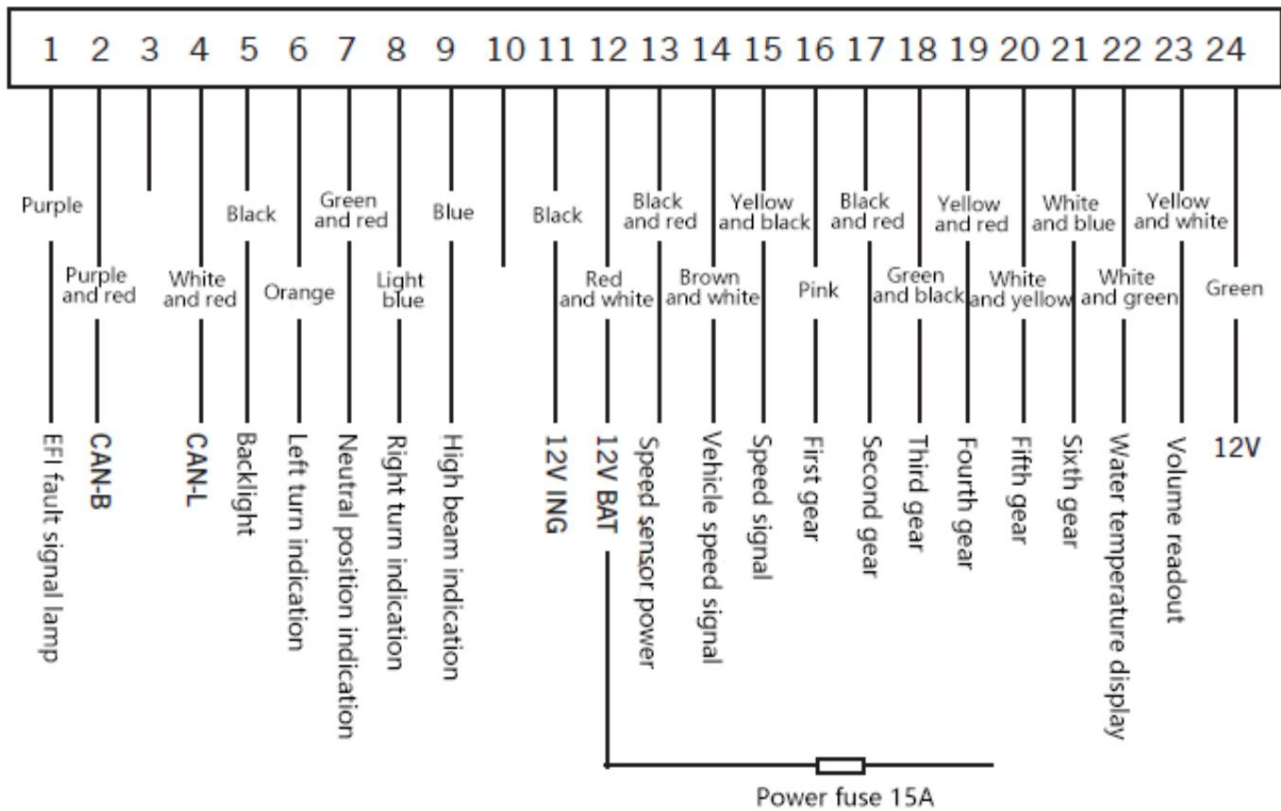 1 2 3 4 5 6 7 8 9 10 11 12 13 14 15 16 17 18 19 20 21 22 23 24
Purple
Purple
and red
White
and red
Black
Orange
Green
and red
Light
blue
Blue
Black
Red
and white
Black
and red
Brown
and white
Yellow
and black
Pink
Black
and red
Green
and black
Yellow
and red
White
and yellow
White
and blue
White
and green
Yellow
and white
Green
EFI fault signal lamp
CAN-B
CAN-L
Backlight
Left turn indication
Neutral position indication
Right turn indication
High beam indication
12V ING
12V BAT
Speed sensor power
Vehicle speed signal
Speed signal
First gear
Second gear
Third gear
Fourth gear
Fifth gear
Sixth gear
Water temperature display
Volume readout
12V
Power fuse 15A